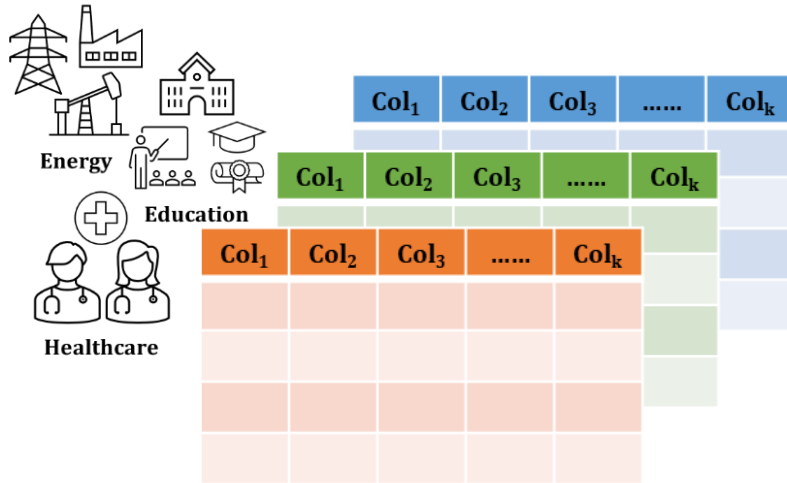 Col₁ Col₂ Col₃ …… Colₖ
Energy
Col₁ Col₂ Col₃ …… Colₖ
Education
Col₁ Col₂ Col₃ …… Colₖ
Healthcare